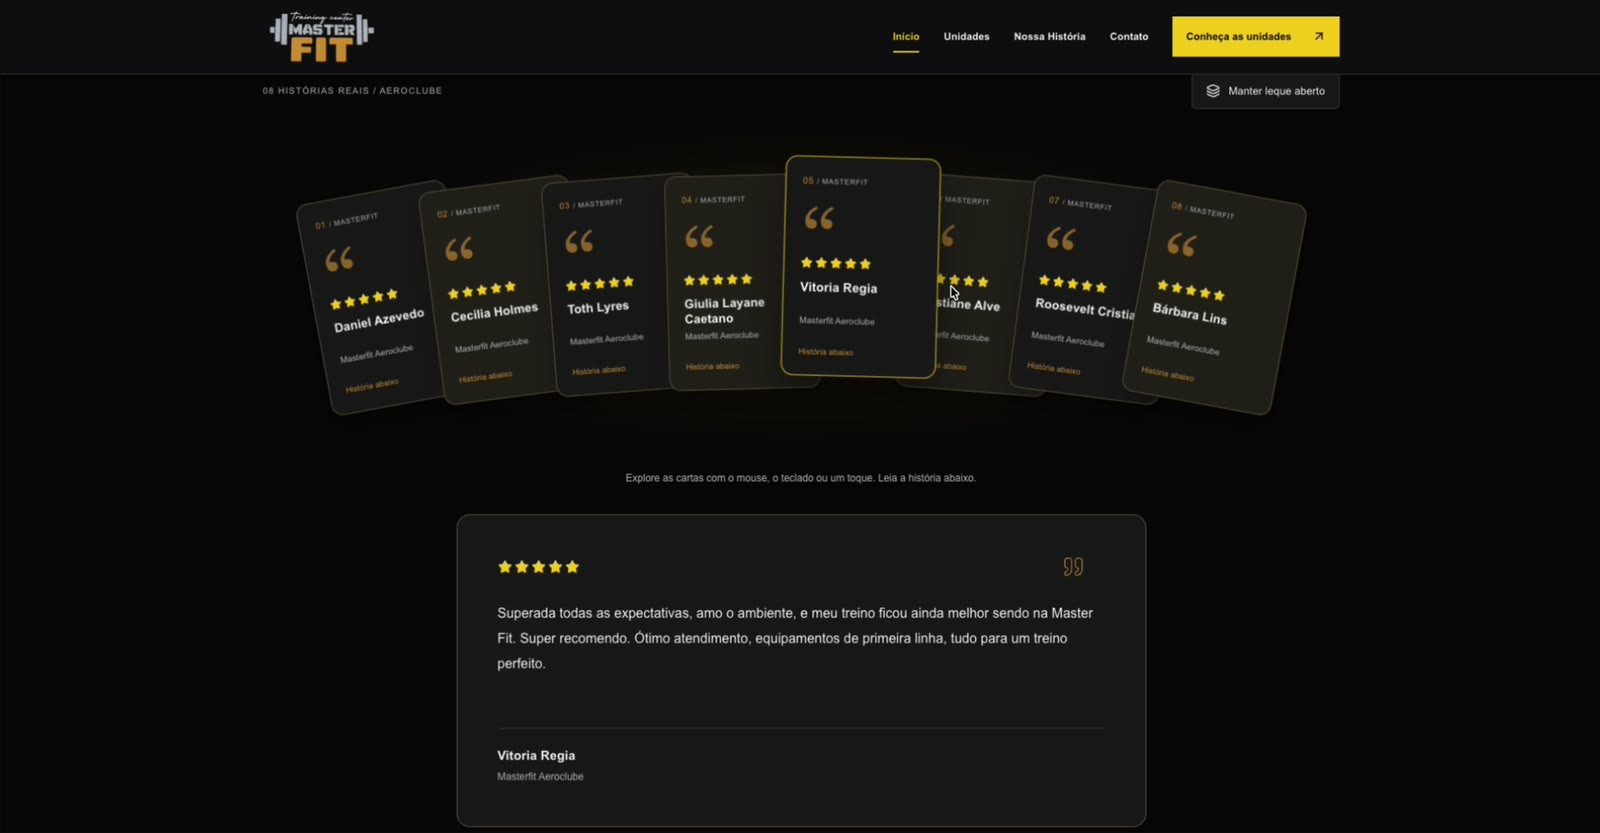 Training center
MASTER
FIT
Início
Unidades
Nossa História
Contato
Conheça as unidades
08 HISTÓRIAS REAIS / AEROCLUBE
Manter leque aberto
01 / MASTERFIT
Daniel Azevedo
Masterfit Aeroclube
História abaixo
02 / MASTERFIT
Cecilia Holmes
Masterfit Aeroclube
História abaixo
03 / MASTERFIT
Toth Lyres
Masterfit Aeroclube
História abaixo
04 / MASTERFIT
Giulia Layane
Caetano
Masterfit Aeroclube
História abaixo
05 / MASTERFIT
Vitoria Regia
Masterfit Aeroclube
História abaixo
/ MASTERFIT
stiane Alve
rfit Aeroclube
abaixo
07 / MASTERFIT
Roosevelt Cristia
Masterfit Aeroclube
História abaixo
08 / MASTERFIT
Bárbara Lins
Masterfit Aeroclube
História abaixo
Explore as cartas com o mouse, o teclado ou um toque. Leia a história abaixo.
Superada todas as expectativas, amo o ambiente, e meu treino ficou ainda melhor sendo na Master
Fit. Super recomendo. Ótimo atendimento, equipamentos de primeira linha, tudo para um treino
perfeito.
Vitoria Regia
Masterfit Aeroclube